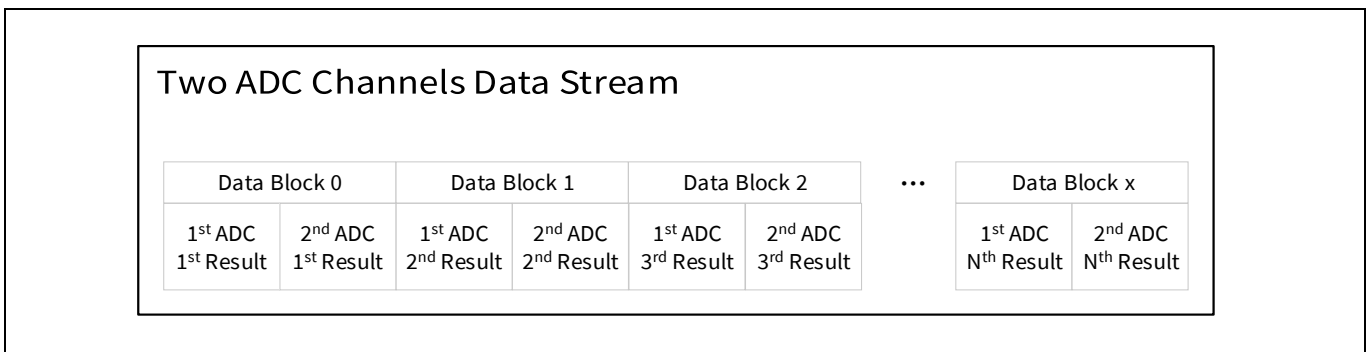 Two ADC Channels Data Stream
Data Block 0 Data Block 1 Data Block 2 ... Data Block x
1st ADC 2nd ADC 1st ADC 2nd ADC 1st ADC 2nd ADC 1st ADC 2nd ADC
1st Result 1st Result 2nd Result 2nd Result 3rd Result 3rd Result Nth Result Nth Result